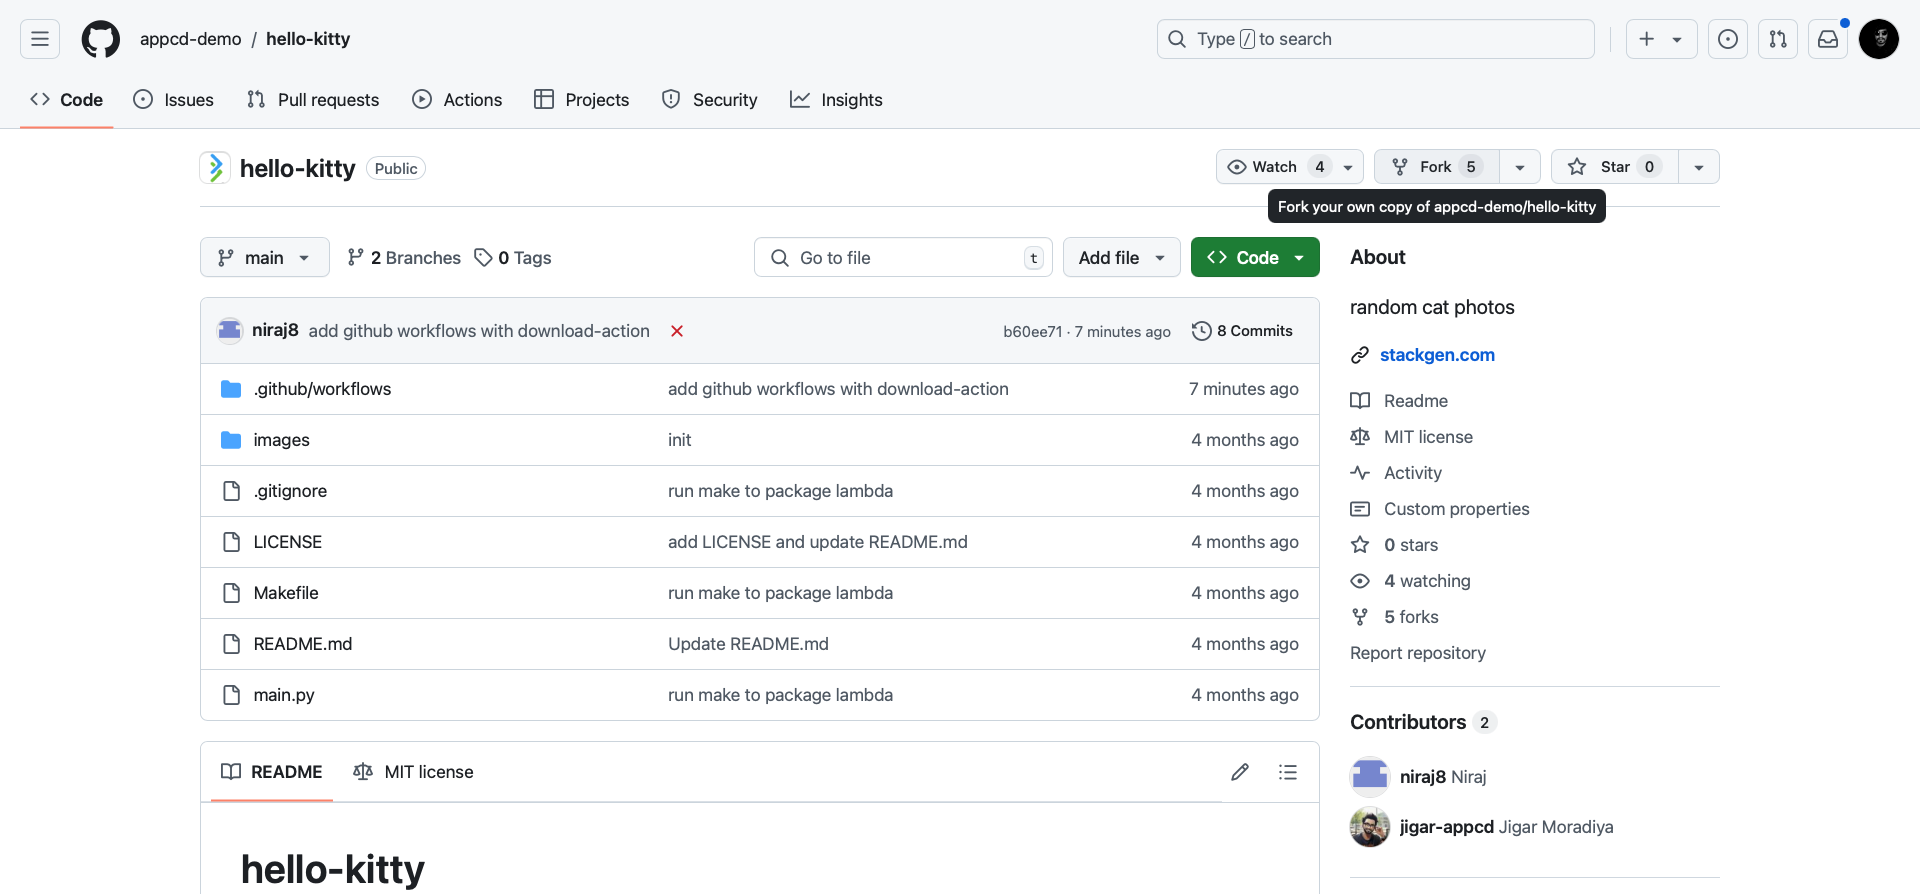 appcd-demo / hello-kitty
Type / to search
Code Issues Pull requests Actions Projects Security Insights
hello-kitty Public
Watch 4 Fork 5 Star 0
Fork your own copy of appcd-demo/hello-kitty
main 2 Branches 0 Tags Go to file t Add file Code
niraj8 add github workflows with download-action b60ee71 · 7 minutes ago 8 Commits
.github/workflows add github workflows with download-action 7 minutes ago
images init 4 months ago
.gitignore run make to package lambda 4 months ago
LICENSE add LICENSE and update README.md 4 months ago
Makefile run make to package lambda 4 months ago
README.md Update README.md 4 months ago
main.py run make to package lambda 4 months ago
README MIT license
hello-kitty
About
random cat photos
stackgen.com
Readme
MIT license
Activity
Custom properties
0 stars
4 watching
5 forks
Report repository
Contributors 2
niraj8 Niraj
jigar-appcd Jigar Moradiya